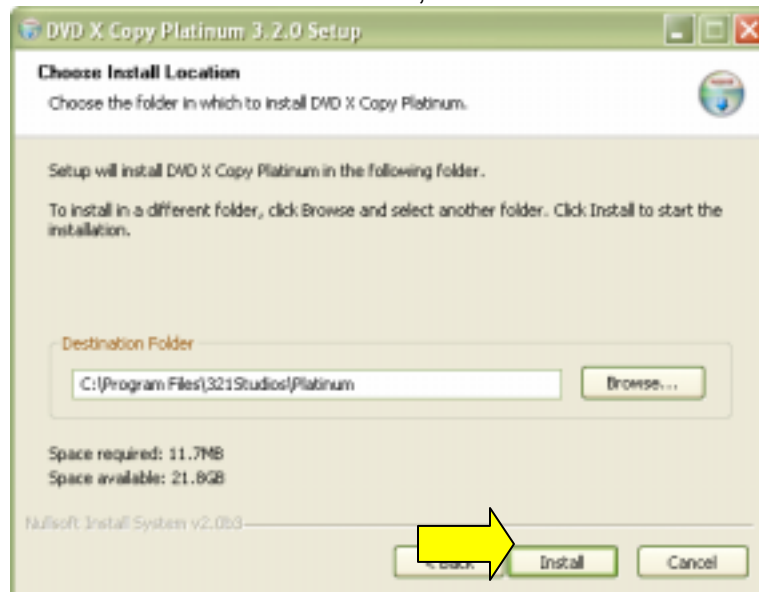 DVD X Copy Platinum 3.2.0 Setup
Choose Install Location
Choose the folder in which to install DVD X Copy Platinum.
Setup will install DVD X Copy Platinum in the following folder.
To install in a different folder, click Browse and select another folder. Click Install to start the
installation.
Destination Folder
C:\Program Files\321Studios\Platinum
Browse...
Space required: 11.7MB
Space available: 21.8GB
Nullsoft Install System v2.0b3
< Back
Install
Cancel